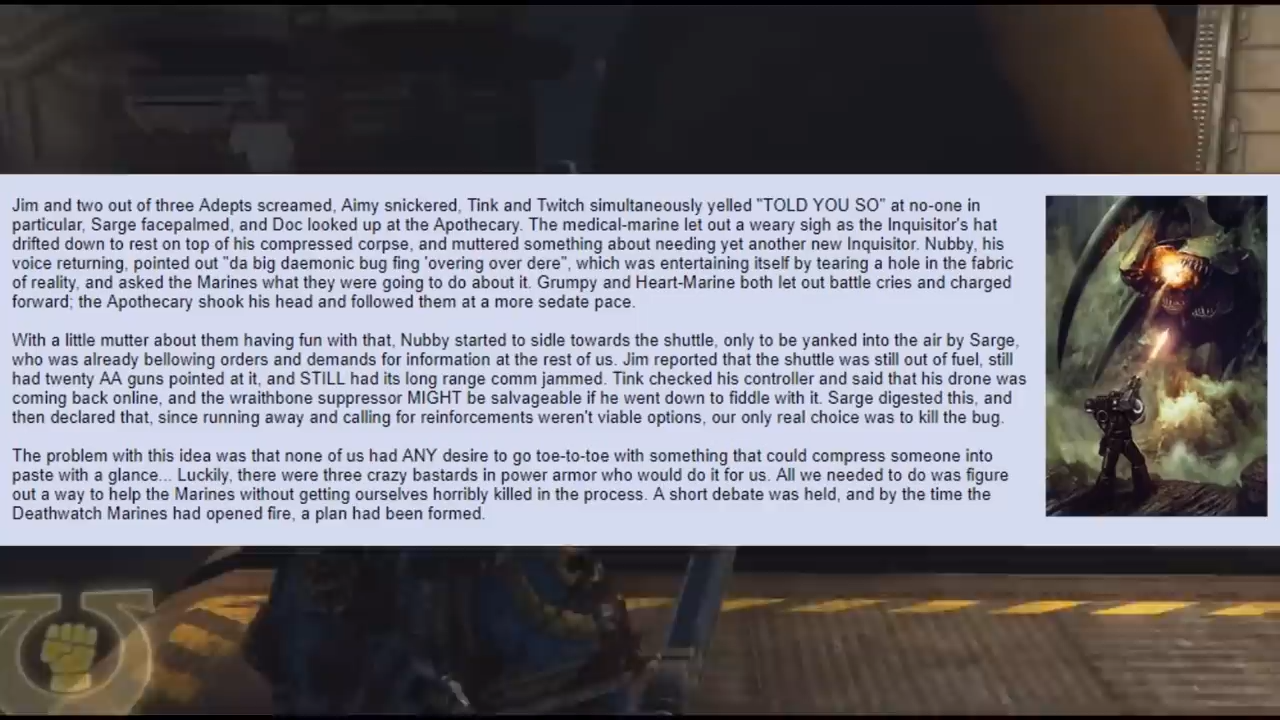 Jim and two out of three Adepts screamed, Aimy snickered, Tink and Twitch simultaneously yelled "TOLD YOU SO" at no-one in
particular, Sarge facepalmed, and Doc looked up at the Apothecary. The medical-marine let out a weary sigh as the Inquisitor's hat
drifted down to rest on top of his compressed corpse, and muttered something about needing yet another new Inquisitor. Nubby, his
voice returning, pointed out "da big daemonic bug fing 'overing over dere", which was entertaining itself by tearing a hole in the fabric
of reality, and asked the Marines what they were going to do about it. Grumpy and Heart-Marine both let out battle cries and charged
forward; the Apothecary shook his head and followed them at a more sedate pace.
With a little mutter about them having fun with that, Nubby started to sidle towards the shuttle, only to be yanked into the air by Sarge,
who was already bellowing orders and demands for information at the rest of us. Jim reported that the shuttle was still out of fuel, still
had twenty AA guns pointed at it, and STILL had its long range comm jammed. Tink checked his controller and said that his drone was
coming back online, and the wraithbone suppressor MIGHT be salvageable if he went down to fiddle with it. Sarge digested this, and
then declared that, since running away and calling for reinforcements weren't viable options, our only real choice was to kill the bug.
The problem with this idea was that none of us had ANY desire to go toe-to-toe with something that could compress someone into
paste with a glance... Luckily, there were three crazy bastards in power armor who would do it for us. All we needed to do was figure
out a way to help the Marines without getting ourselves horribly killed in the process. A short debate was held, and by the time the
Deathwatch Marines had opened fire, a plan had been formed.